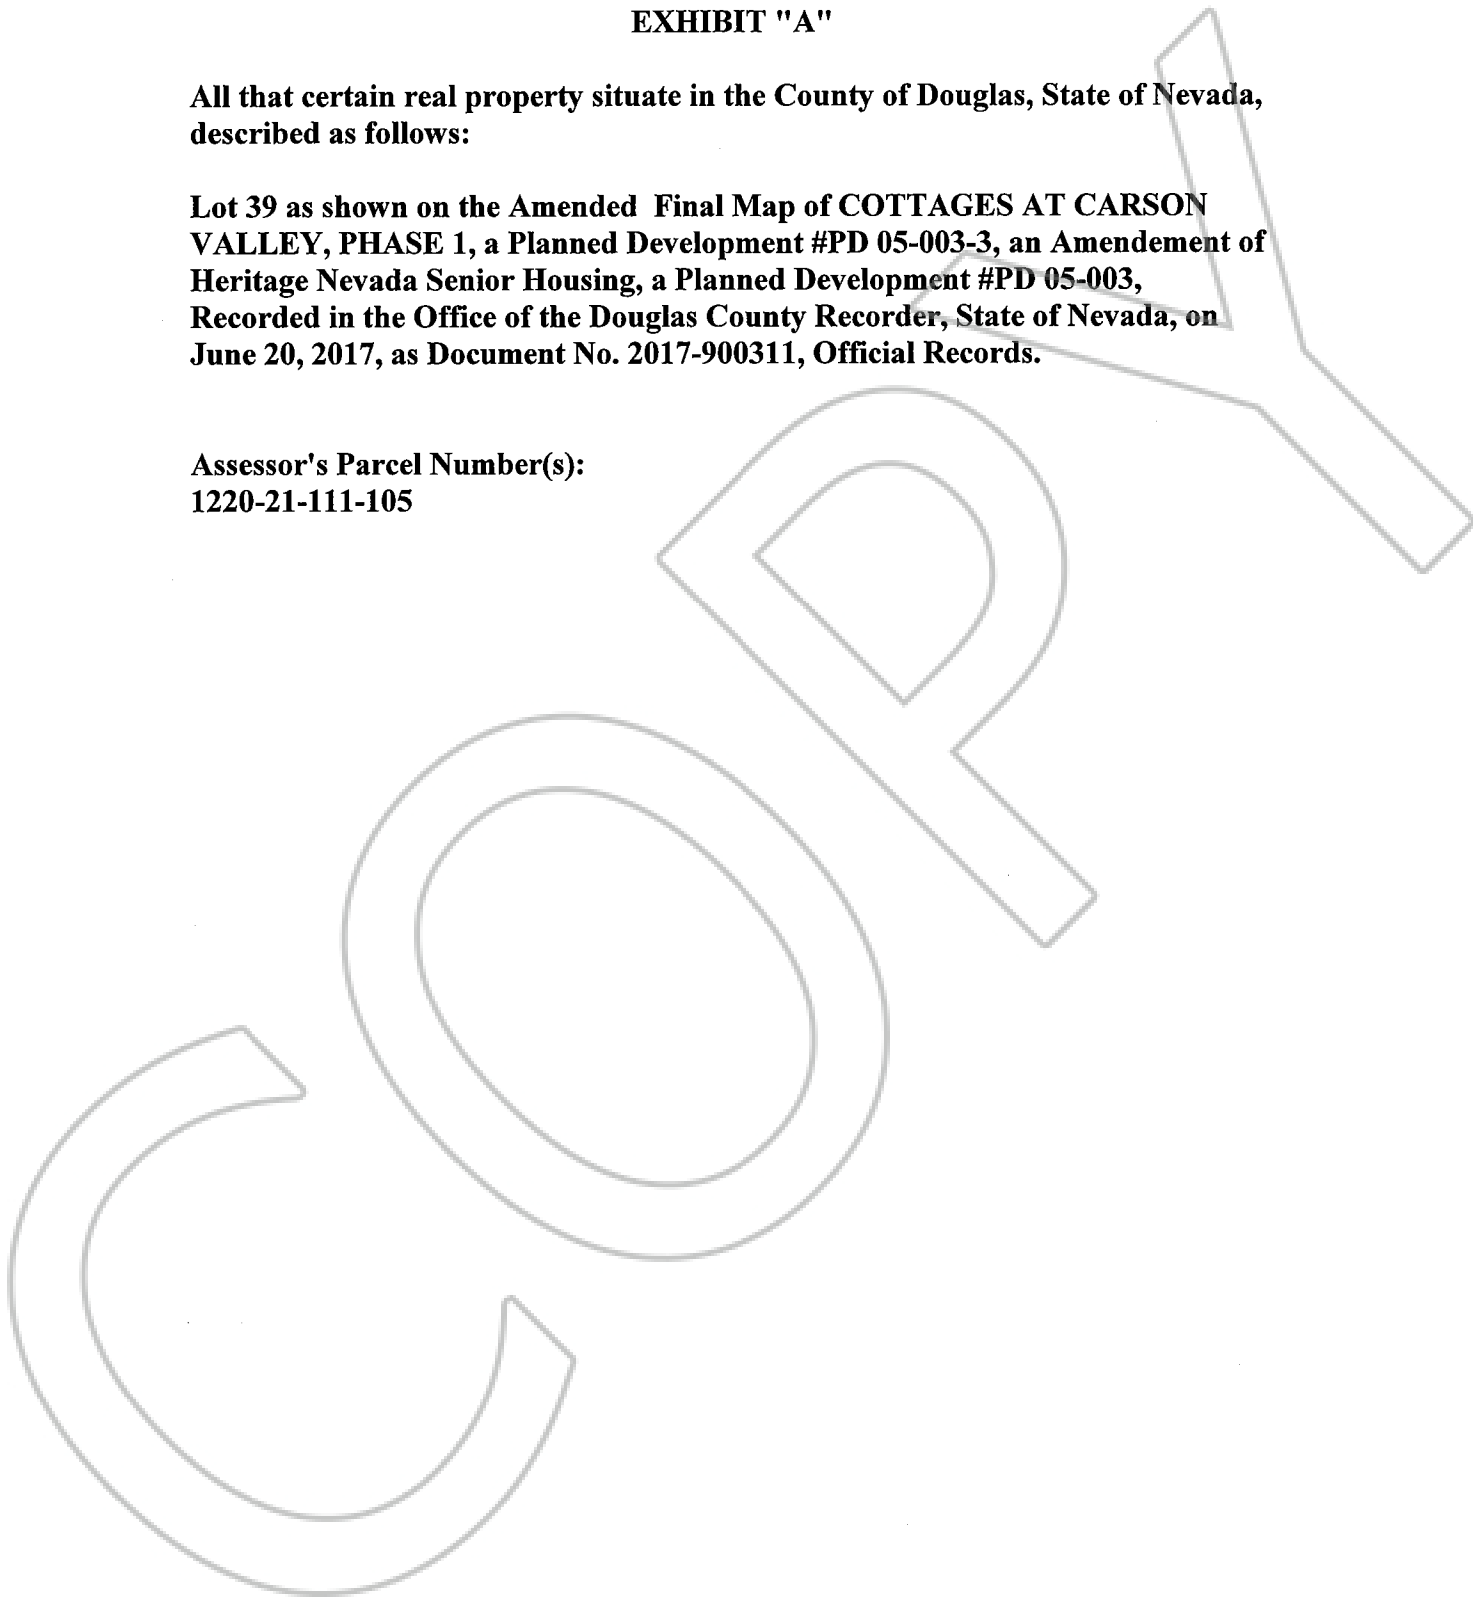 EXHIBIT "A"
All that certain real property situate in the County of Douglas, State of Nevada,
described as follows:
Lot 39 as shown on the Amended  Final Map of COTTAGES AT CARSON
VALLEY, PHASE 1, a Planned Development #PD 05-003-3, an Amendement of
Heritage Nevada Senior Housing, a Planned Development #PD 05-003,
Recorded in the Office of the Douglas County Recorder, State of Nevada, on
June 20, 2017, as Document No. 2017-900311, Official Records.
Assessor's Parcel Number(s):
1220-21-111-105
COPY